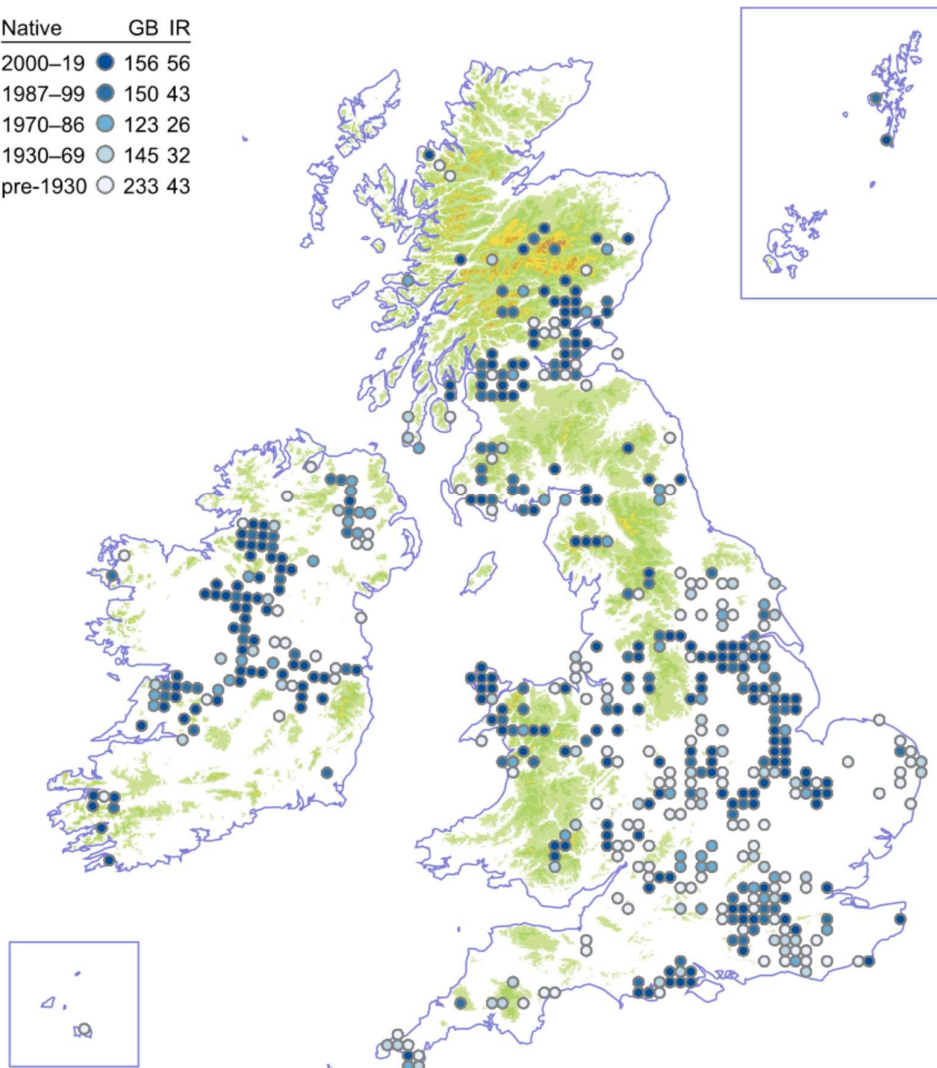 Native GB IR
2000–19 156 56
1987–99 150 43
1970–86 123 26
1930–69 145 32
pre-1930 233 43